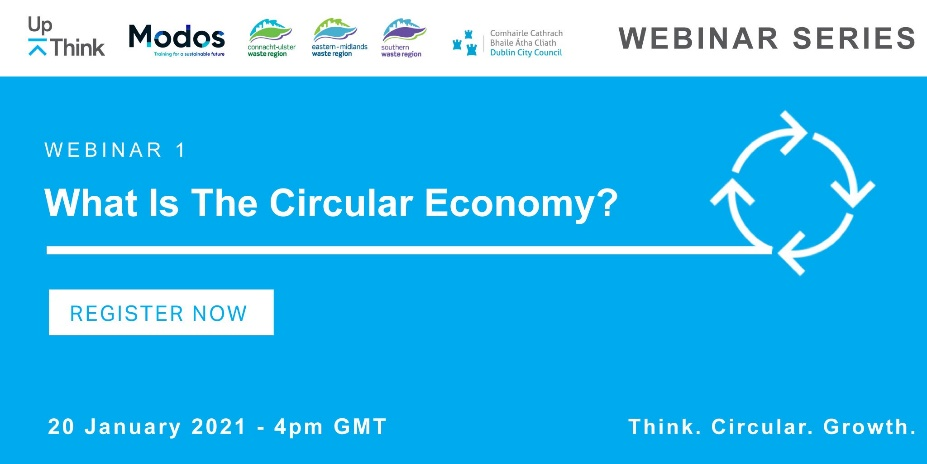 Up
Think
Modos
Training for a sustainable future
connacht-ulster
waste region
eastern-midlands
waste region
southern
waste region
Comhairle Cathrach
Bhaile Átha Cliath
Dublin City Council
WEBINAR SERIES
WEBINAR 1
What Is The Circular Economy?
REGISTER NOW
20 January 2021 - 4pm GMT
Think. Circular. Growth.